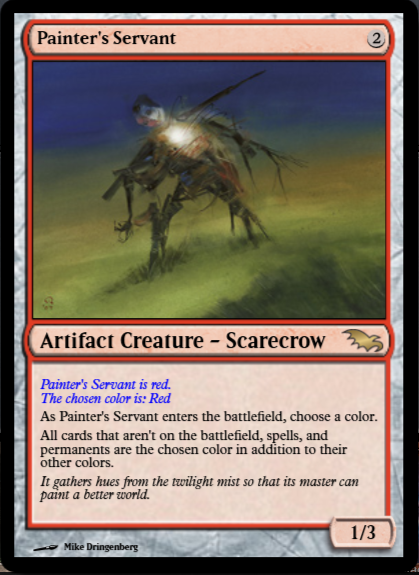 Painter's Servant 2
Artifact Creature – Scarecrow
Painter's Servant is red.
The chosen color is: Red
As Painter's Servant enters the battlefield, choose a color.
All cards that aren't on the battlefield, spells, and
permanents are the chosen color in addition to their
other colors.
It gathers hues from the twilight mist so that its master can
paint a better world.
1/3
Mike Dringenberg